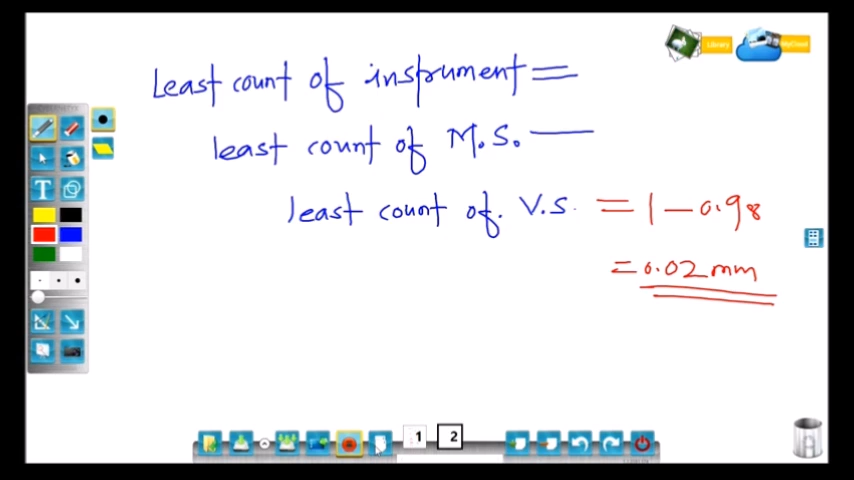 Library
MyCloud
Least count of instrument =
least count of M.S. —
least count of. V.S. = 1 - 0.98
= 0.02 mm
T
1 2